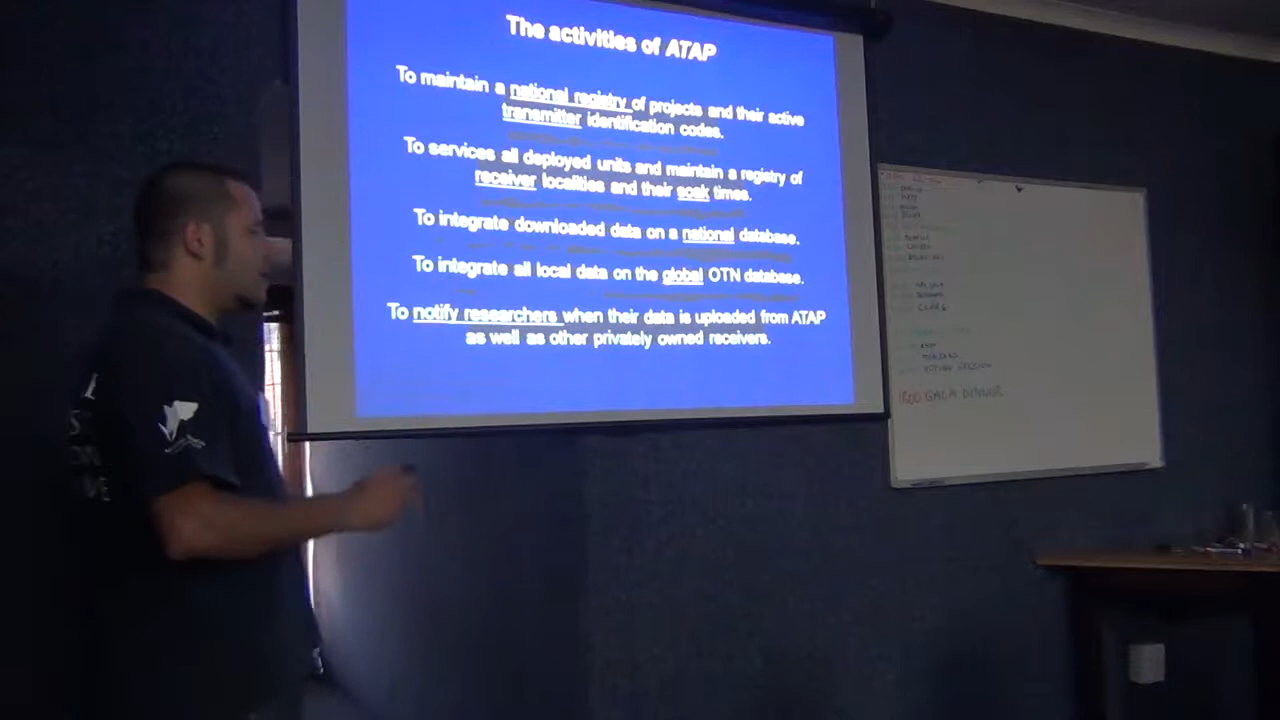 The activities of ATAP
To maintain a national registry of projects and their active
transmitter identification codes.
To services all deployed units and maintain a registry of
receiver localities and their soak times.
To integrate downloaded data on a national database.
To integrate all local data on the global OTN database.
To notify researchers when their data is uploaded from ATAP
as well as other privately owned receivers.
CLARE
GALA DINNER